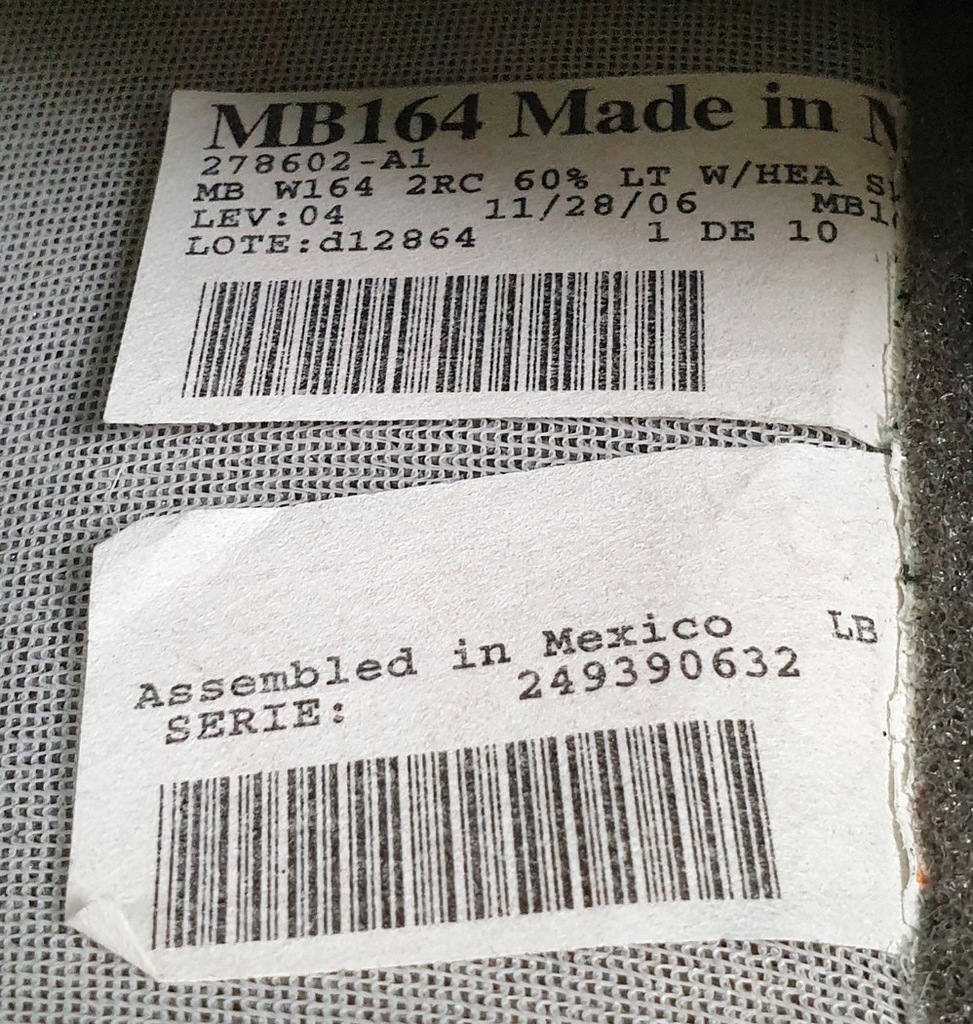 MB164 Made in
278602-A1
MB W164 2RC 60% LT W/HEA
LEV:04 11/28/06
LOTE:d12864 1 DE 10
Assembled in Mexico LB
SERIE: 249390632